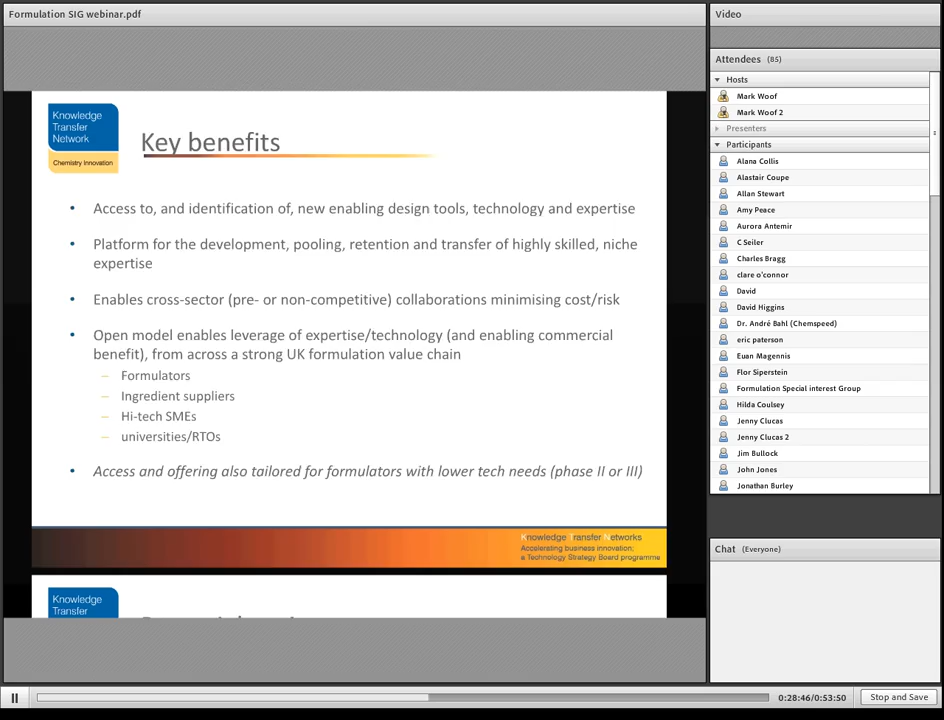 Formulation SIG webinar.pdf
Knowledge
Transfer
Network
Chemistry Innovation
Key benefits
• Access to, and identification of, new enabling design tools, technology and expertise
• Platform for the development, pooling, retention and transfer of highly skilled, niche
expertise
• Enables cross-sector (pre- or non-competitive) collaborations minimising cost/risk
• Open model enables leverage of expertise/technology (and enabling commercial
benefit), from across a strong UK formulation value chain
– Formulators
– Ingredient suppliers
– Hi-tech SMEs
– universities/RTOs
• Access and offering also tailored for formulators with lower tech needs (phase II or III)
Knowledge Transfer Networks
Accelerating business innovation;
a Technology Strategy Board programme
Knowledge
Transfer
Video
Attendees (85)
Hosts
Mark Woof
Mark Woof 2
Presenters
Participants
Alana Collis
Alastair Coupe
Allan Stewart
Amy Peace
Aurora Antemir
C Seiler
Charles Bragg
clare o'connor
David
David Higgins
Dr. André Bahl (Chemspeed)
eric paterson
Euan Magennis
Flor Siperstein
Formulation Special interest Group
Hilda Coulsey
Jenny Clucas
Jenny Clucas 2
Jim Bullock
John Jones
Jonathan Burley
Chat (Everyone)
0:28:46/0:53:50
Stop and Save